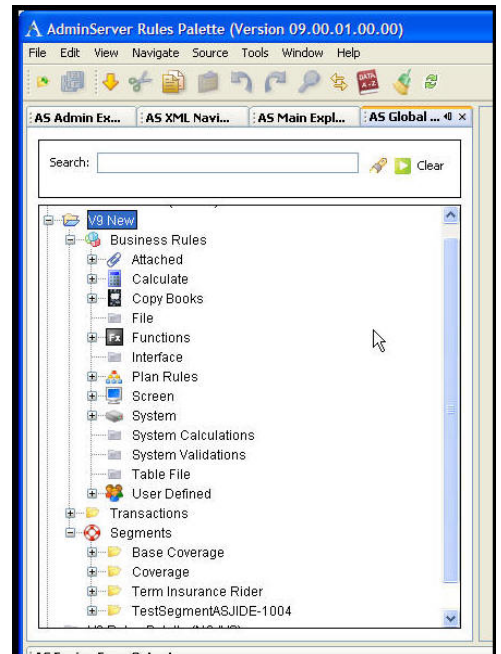 AdminServer Rules Palette (Version 09.00.01.00.00)
File Edit View Navigate Source Tools Window Help
DATA A-Z
AS Admin Ex... AS XML Navi... AS Main Expl... AS Global ...
Search: Clear
V9 New
Business Rules
Attached
Calculate
Copy Books
File
Fx Functions
Interface
Plan Rules
Screen
System
System Calculations
System Validations
Table File
User Defined
Transactions
Segments
Base Coverage
Coverage
Term Insurance Rider
TestSegmentASJIDE-1004